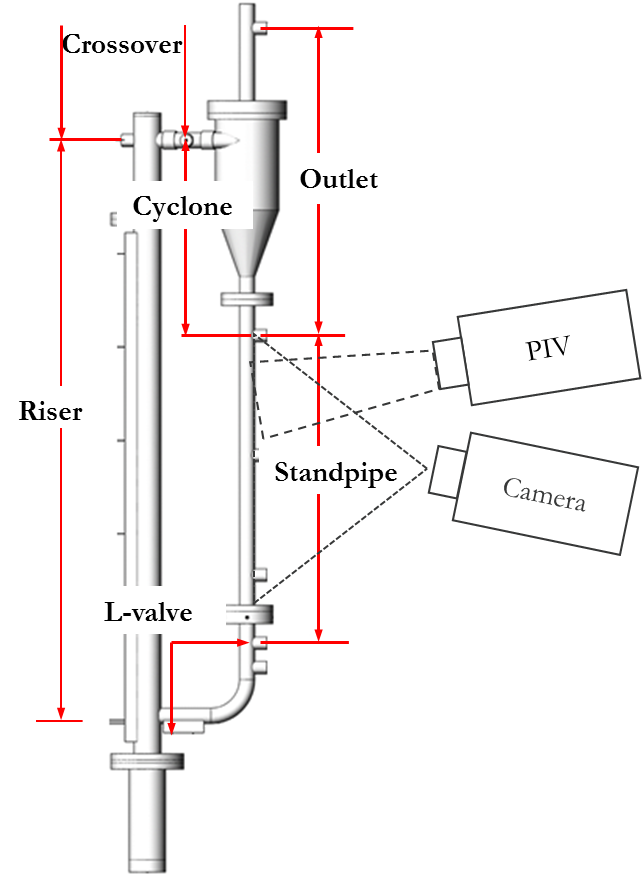 Crossover
Outlet
Cyclone
PIV
Riser
Standpipe
Camera
L-valve